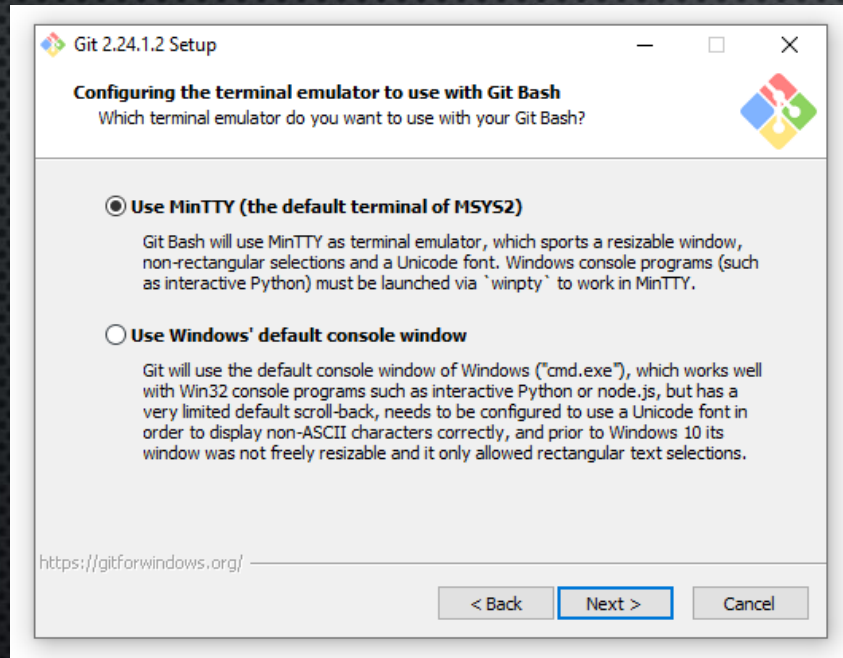 Git 2.24.1.2 Setup
Configuring the terminal emulator to use with Git Bash
Which terminal emulator do you want to use with your Git Bash?
Use MinTTY (the default terminal of MSYS2)
Git Bash will use MinTTY as terminal emulator, which sports a resizable window,
non-rectangular selections and a Unicode font. Windows console programs (such
as interactive Python) must be launched via `winpty` to work in MinTTY.
Use Windows' default console window
Git will use the default console window of Windows ("cmd.exe"), which works well
with Win32 console programs such as interactive Python or node.js, but has a
very limited default scroll-back, needs to be configured to use a Unicode font in
order to display non-ASCII characters correctly, and prior to Windows 10 its
window was not freely resizable and it only allowed rectangular text selections.
https://gitforwindows.org/
< Back Next > Cancel